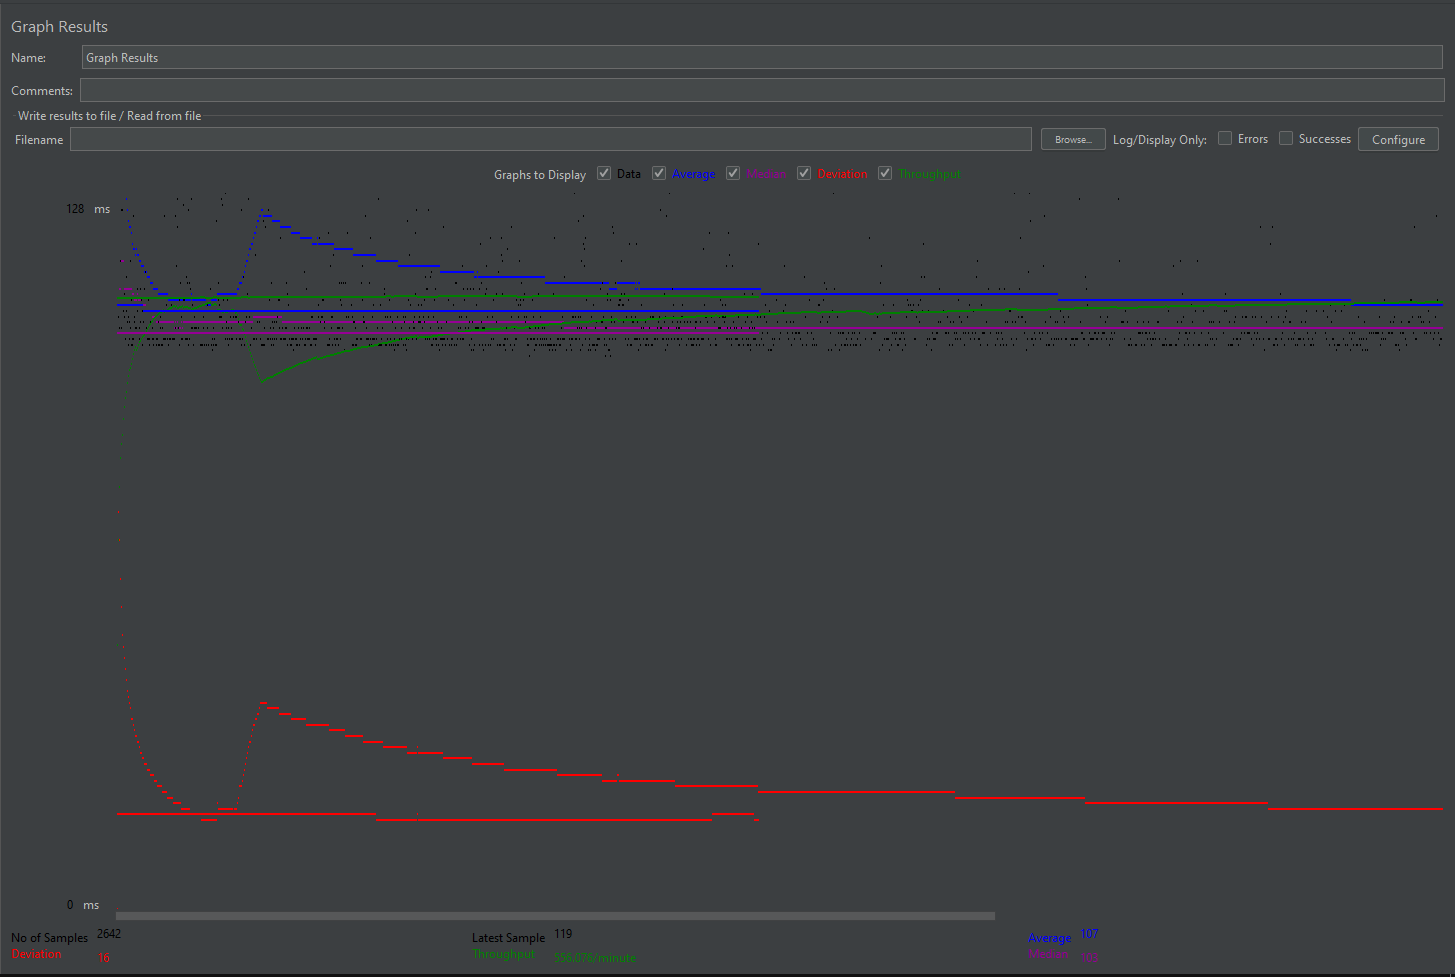 Graph Results
Name: Graph Results
Comments:
Write results to file / Read from file
Filename Browse... Log/Display Only: Errors Successes Configure
Graphs to Display Data Average Median Deviation Throughput
128 ms
0 ms
No of Samples 2642 Latest Sample 119 Average 107
Deviation 16 Throughput 556,076/minute Median